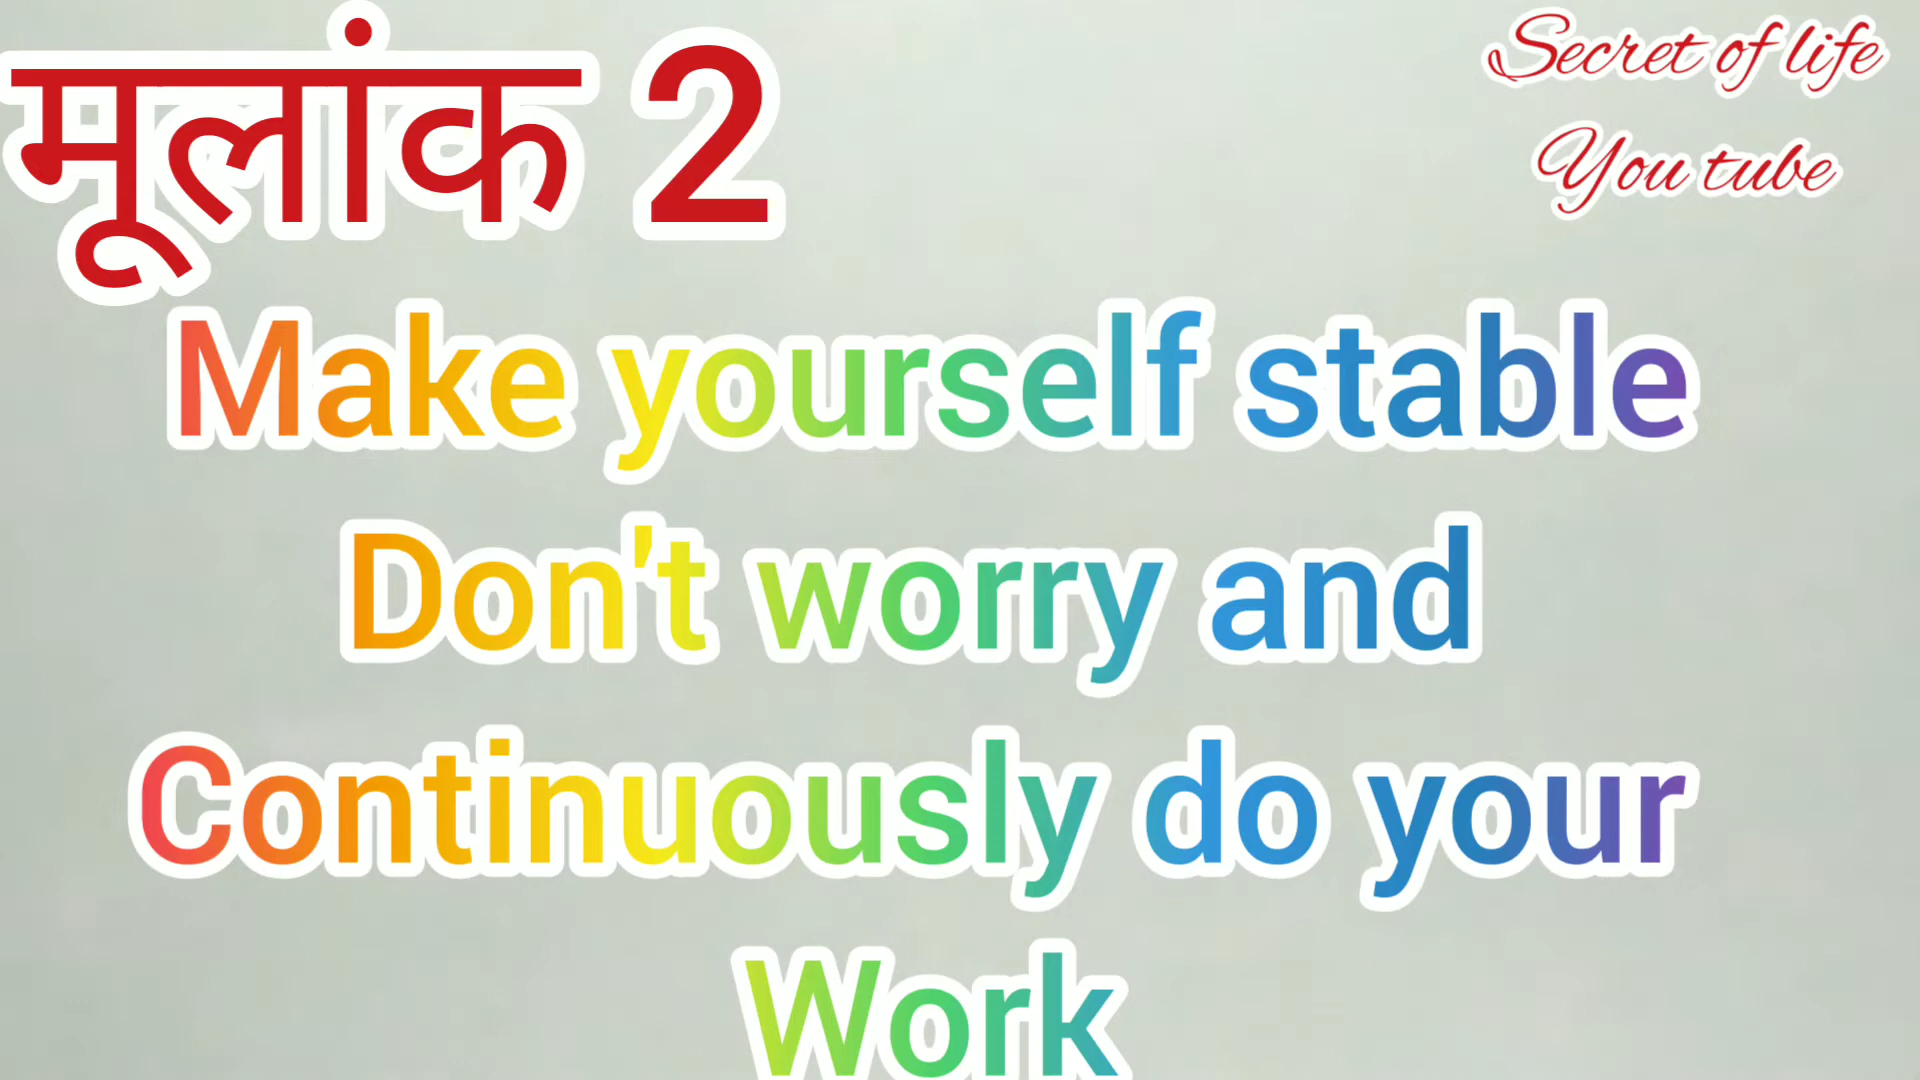 मूलांक 2
Secret of life
You tube
Make yourself stable
Don't worry and
Continuously do your
Work